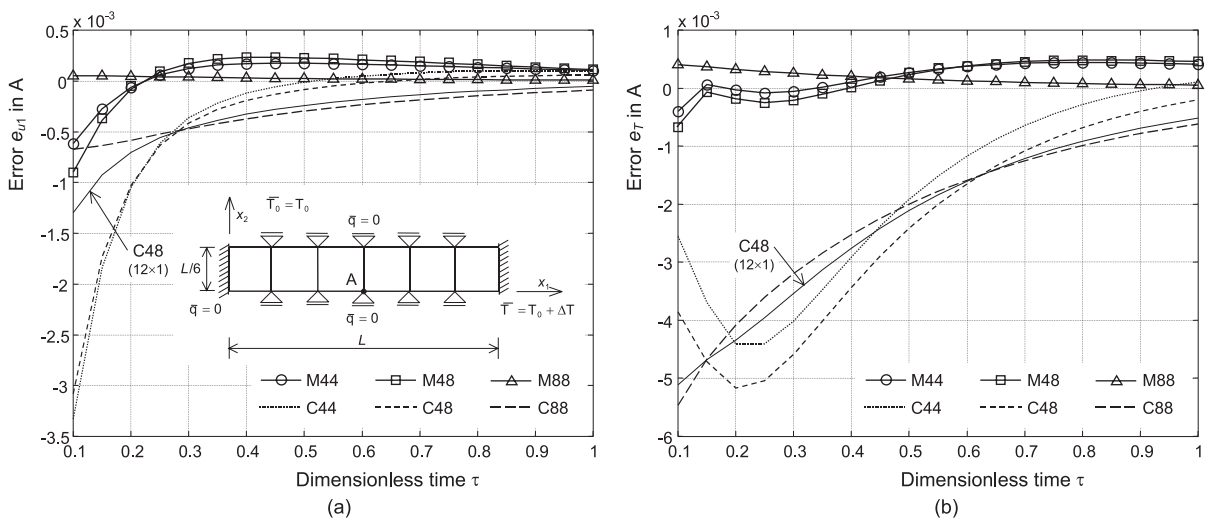 x 10⁻³
0.5
0
-0.5
-1
-1.5
-2
-2.5
-3
-3.5
Error e_u1 in A
C48
(12×1)
x₂
T̅₀ = T₀
q̅ = 0
L/6
A
x₁
q̅ = 0
q̅ = 0
T̅ = T₀ + ΔT
L
M44 M48 M88
C44 C48 C88
0.1 0.2 0.3 0.4 0.5 0.6 0.7 0.8 0.9 1
Dimensionless time τ
(a)
x 10⁻³
1
0
-1
-2
-3
-4
-5
-6
Error e_T in A
C48
(12×1)
M44 M48 M88
C44 C48 C88
0.1 0.2 0.3 0.4 0.5 0.6 0.7 0.8 0.9 1
Dimensionless time τ
(b)